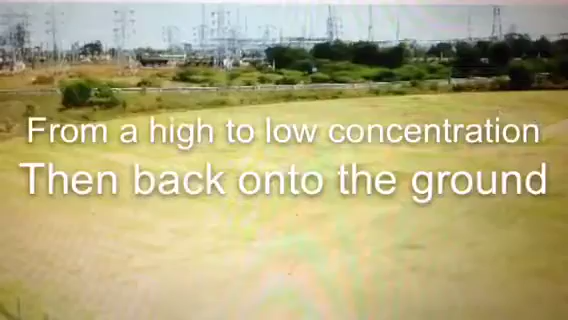 From a high to low concentration
Then back onto the ground